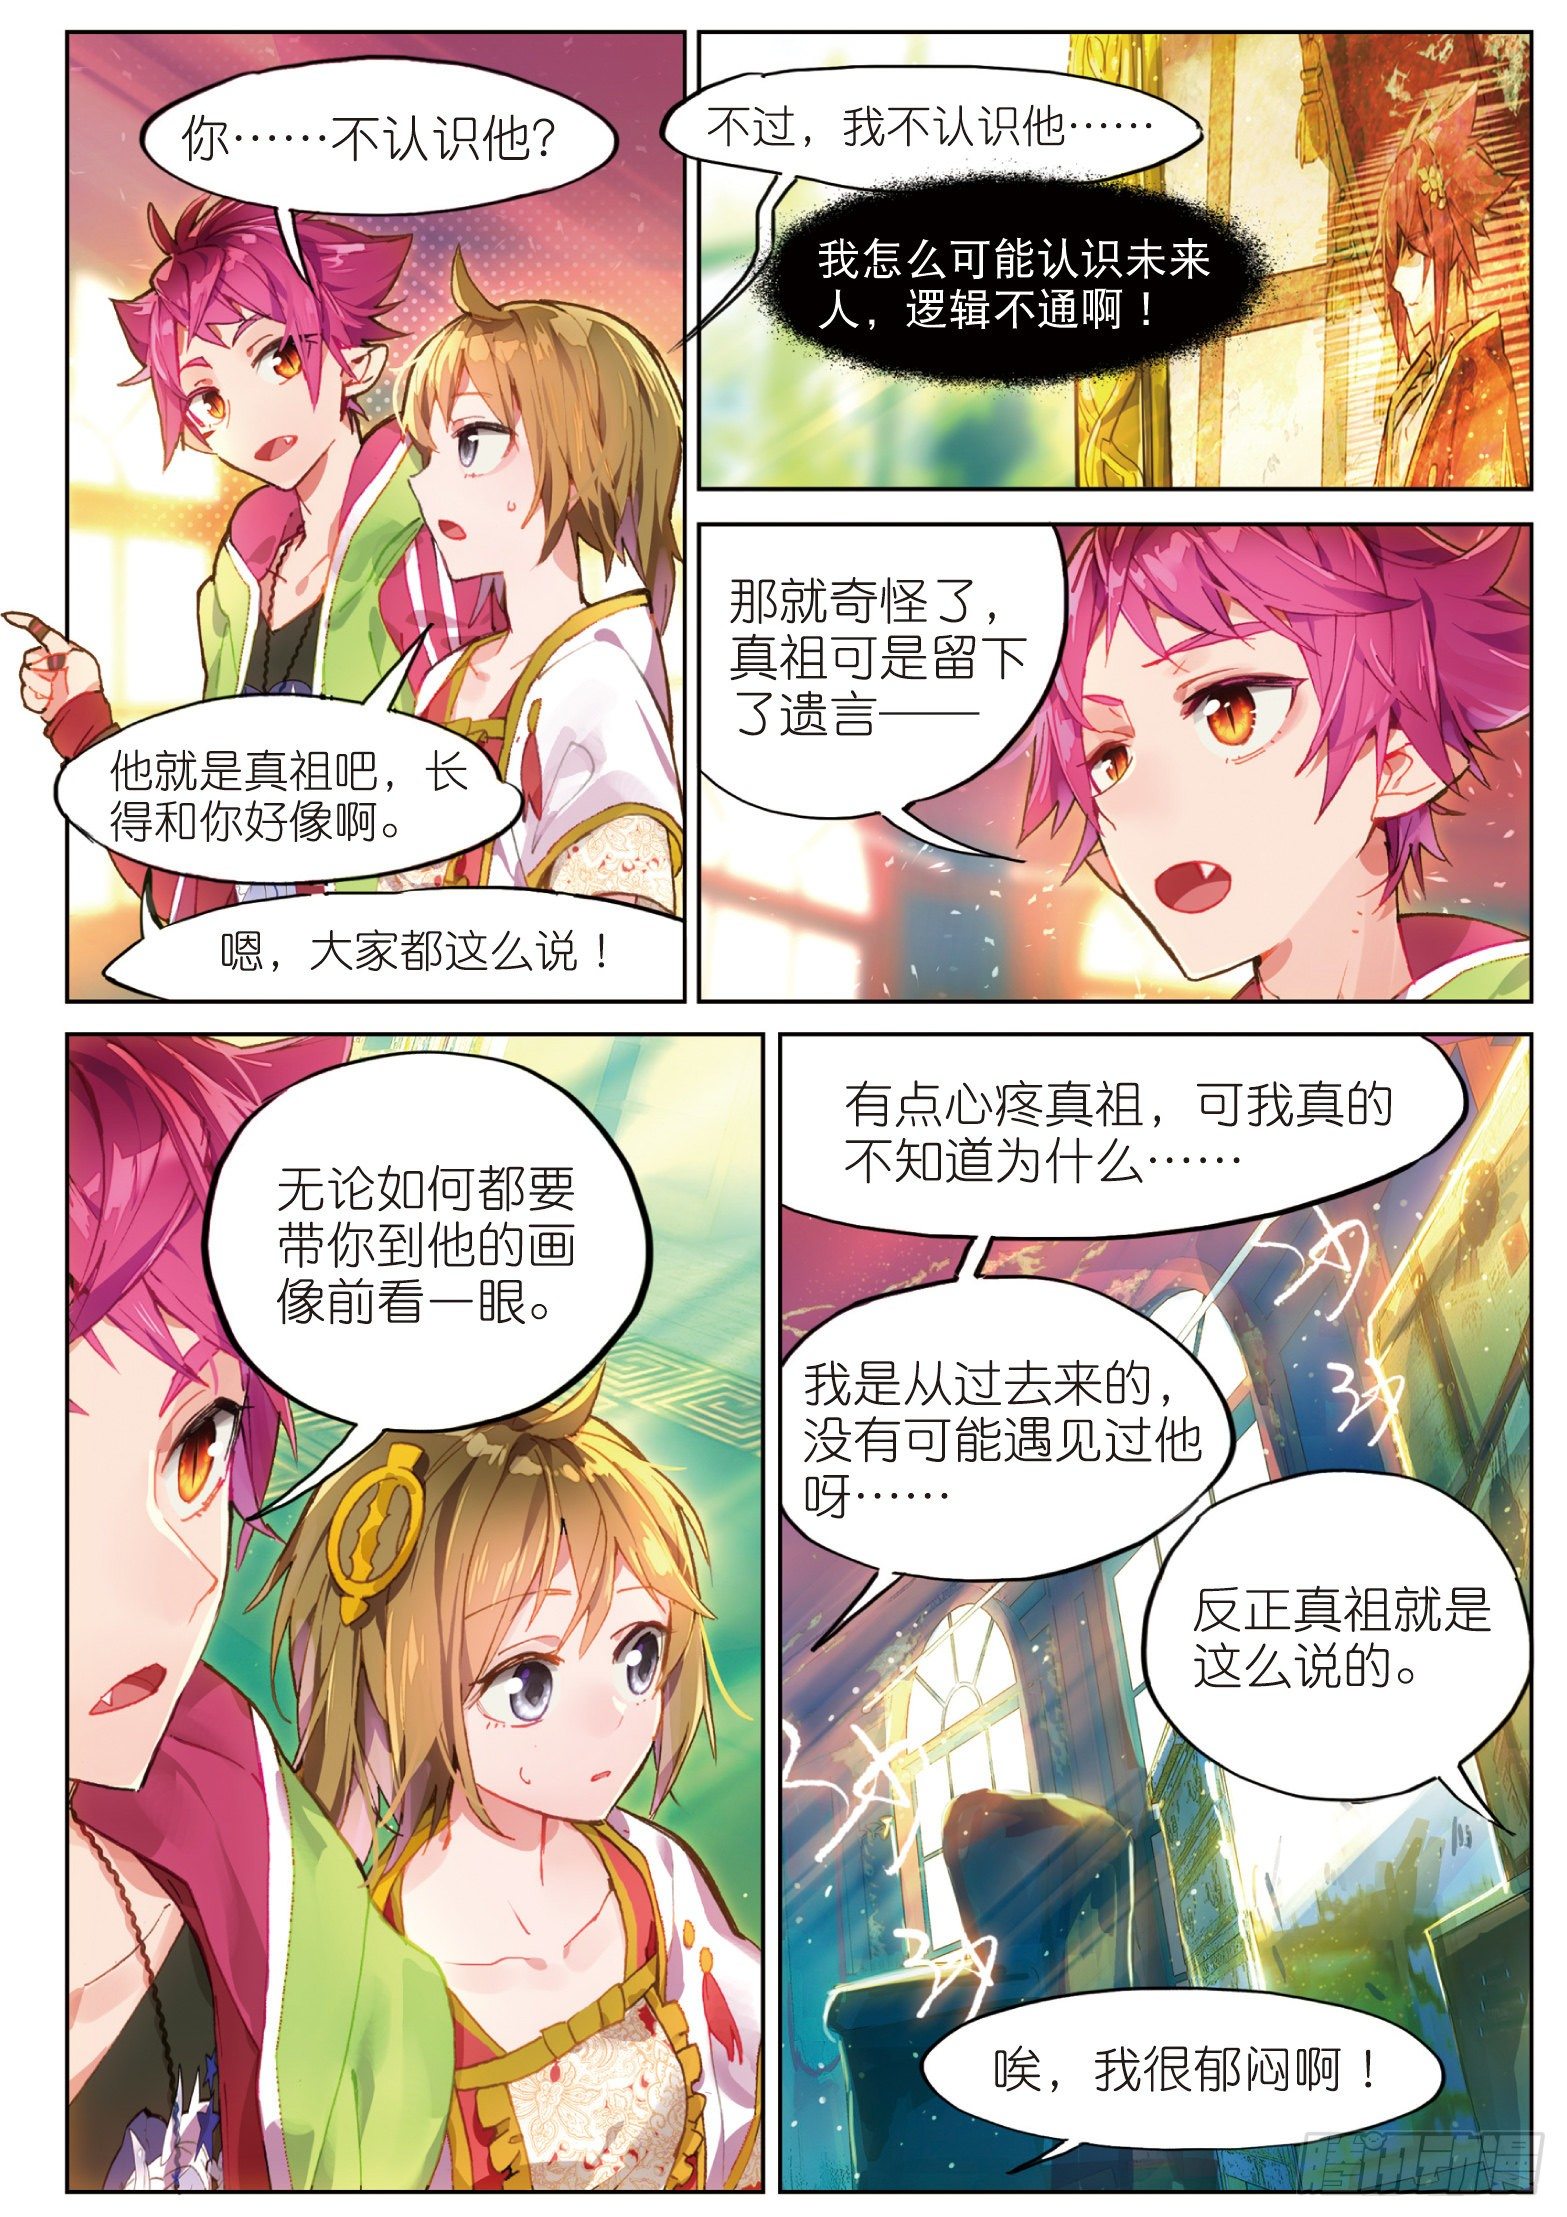 你……不认识他？
他就是真祖吧，长
得和你好像啊。
嗯，大家都这么说！
不过，我不认识他……
我怎么可能认识未来
人，逻辑不通啊！
那就奇怪了，
真祖可是留下
了遗言——
无论如何都要
带你到他的画
像前看一眼。
有点心疼真祖，可我真的
不知道为什么……
我是从过去来的，
没有可能遇见过他
呀……
反正真祖就是
这么说的。
唉，我很郁闷啊！
腾讯动漫